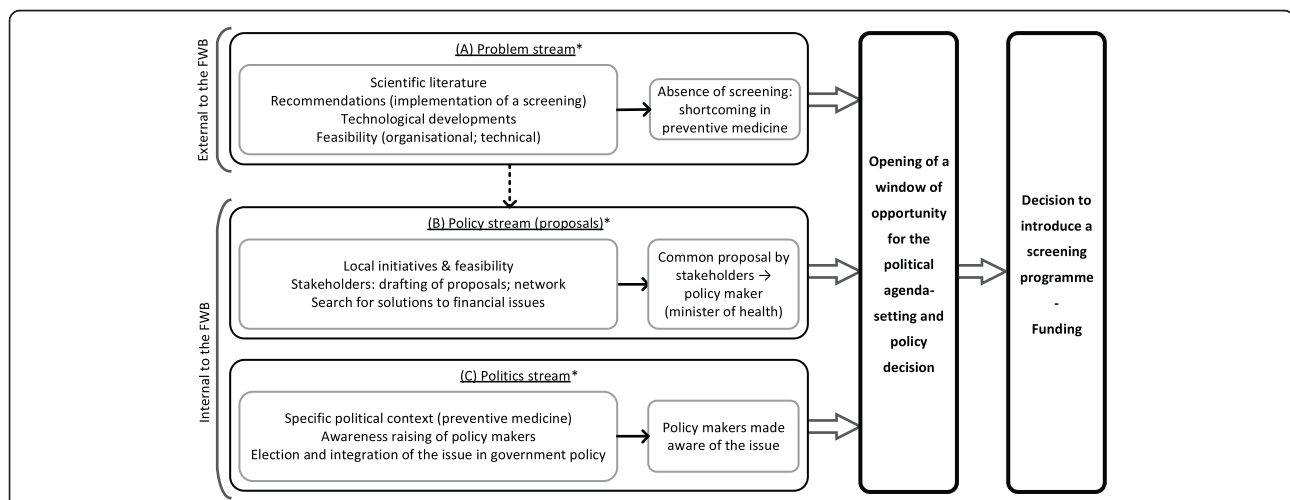 External to the FWB
(A) Problem stream*
Scientific literature
Recommendations (implementation of a screening)
Technological developments
Feasibility (organisational; technical)
Absence of screening:
shortcoming in
preventive medicine
Internal to the FWB
(B) Policy stream (proposals)*
Local initiatives & feasibility
Stakeholders: drafting of proposals; network
Search for solutions to financial issues
Common proposal by
stakeholders →
policy maker
(minister of health)
(C) Politics stream*
Specific political context (preventive medicine)
Awareness raising of policy makers
Election and integration of the issue in government policy
Policy makers made
aware of the issue
Opening of a
window of
opportunity
for the
political
agenda-
setting and
policy
decision
Decision to
introduce a
screening
programme
-
Funding